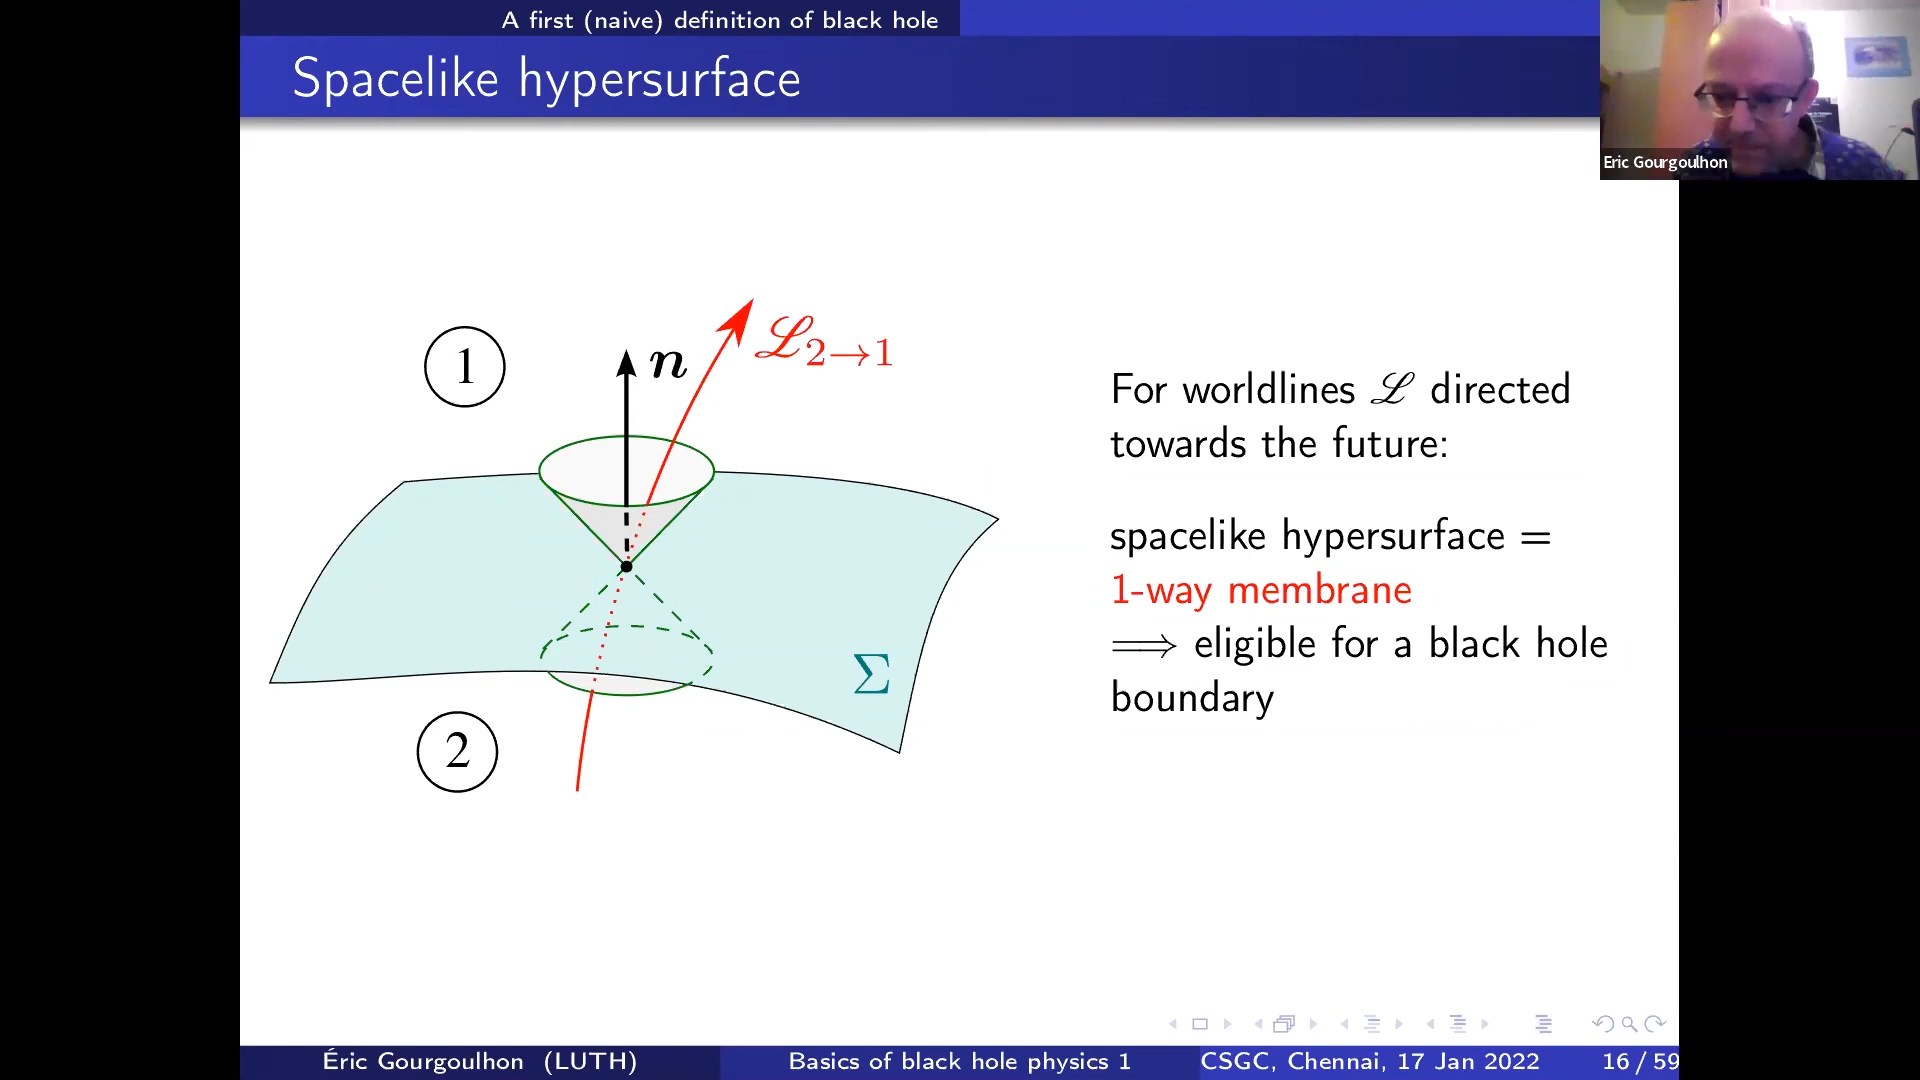 A first (naive) definition of black hole
Spacelike hypersurface
Eric Gourgoulhon
1
n
ℒ2→1
For worldlines ℒ directed
towards the future:
spacelike hypersurface =
1-way membrane
⟹ eligible for a black hole
boundary
Σ
2
Éric Gourgoulhon (LUTH)
Basics of black hole physics 1
CSGC, Chennai, 17 Jan 2022
16 / 59